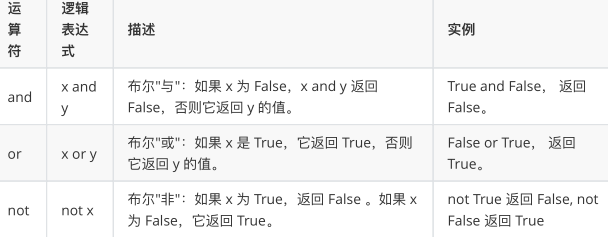 运算符 逻辑表达式 描述 实例
and x and y 布尔"与"：如果 x 为 False，x and y 返回
False，否则它返回 y 的值。 True and False， 返回
False。
or x or y 布尔"或"：如果 x 是 True，它返回 True，否则
它返回 y 的值。 False or True， 返回
True。
not not x 布尔"非"：如果 x 为 True，返回 False 。如果 x
为 False，它返回 True。 not True 返回 False, not
False 返回 True